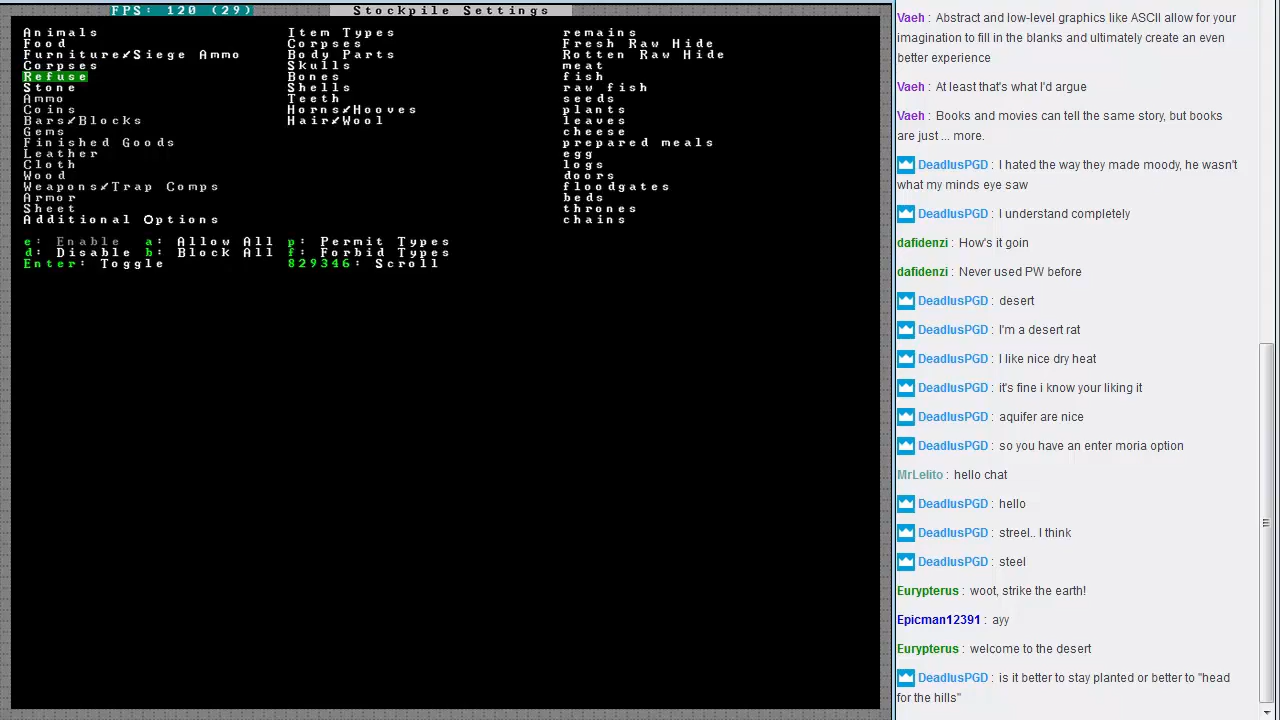 FPS: 120 (29) Stockpile Settings
Animals Item Types remains
Food Corpses Fresh Raw Hide
Furniture/Siege Ammo Body Parts Rotten Raw Hide
Corpses Skulls meat
Refuse Bones fish
Stone Shells raw fish
Ammo Teeth seeds
Coins Horns/Hooves plants
Bars/Blocks Hair/Wool leaves
Gems cheese
Finished Goods prepared meals
Leather egg
Cloth logs
Wood doors
Weapons/Trap Comps floodgates
Armor beds
Sheet thrones
Additional Options chains
e: Enable a: Allow All p: Permit Types
d: Disable b: Block All f: Forbid Types
Enter: Toggle 829346: Scroll
Vaeh : Abstract and low-level graphics like ASCII allow for your
imagination to fill in the blanks and ultimately create an even
better experience
Vaeh : At least that's what I'd argue
Vaeh : Books and movies can tell the same story, but books
are just ... more.
DeadlusPGD : I hated the way they made moody, he wasn't
what my minds eye saw
DeadlusPGD : I understand completely
dafidenzi : How's it goin
dafidenzi : Never used PW before
DeadlusPGD : desert
DeadlusPGD : I'm a desert rat
DeadlusPGD : I like nice dry heat
DeadlusPGD : it's fine i know your liking it
DeadlusPGD : aquifer are nice
DeadlusPGD : so you have an enter moria option
MrLelito : hello chat
DeadlusPGD : hello
DeadlusPGD : streel.. I think
DeadlusPGD : steel
Eurypterus : woot, strike the earth!
Epicman12391 : ayy
Eurypterus : welcome to the desert
DeadlusPGD : is it better to stay planted or better to "head
for the hills"